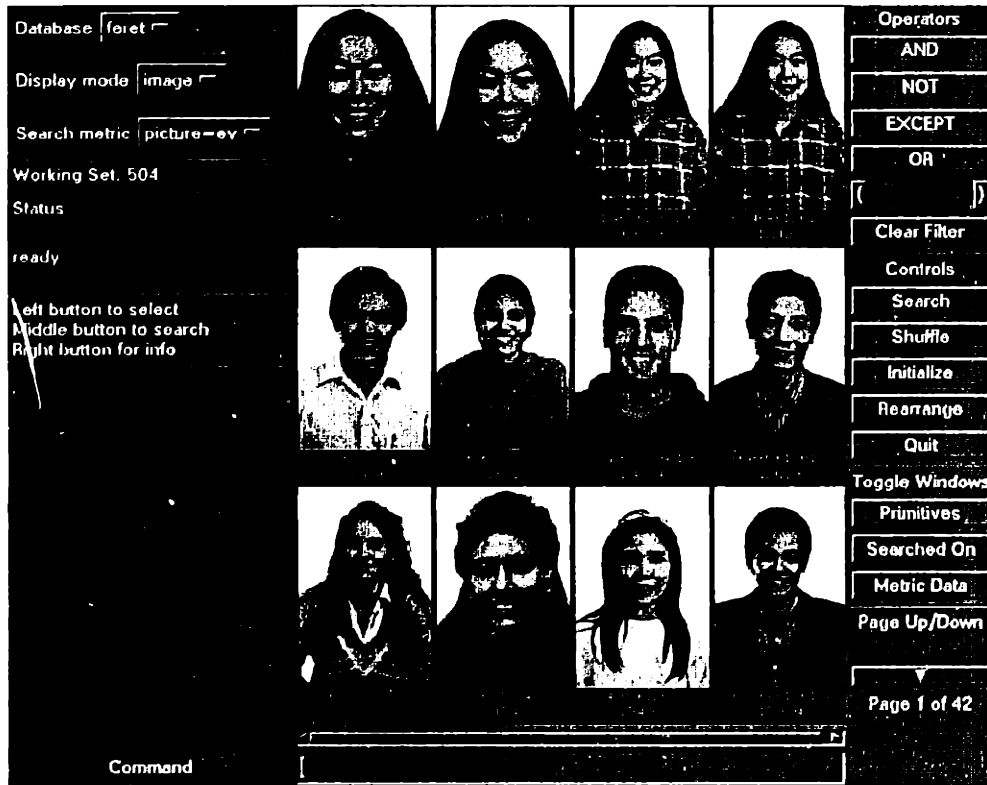 Database feret
Display mode image
Search metric picture-ev
Working Set. 504
Status
ready
Left button to select
Middle button to search
Right button for info
Command
Operators
AND
NOT
EXCEPT
OR
( )
Clear Filter
Controls
Search
Shuffle
Initialize
Rearrange
Quit
Toggle Windows
Primitives
Searched On
Metric Data
Page Up/Down
Page 1 of 42